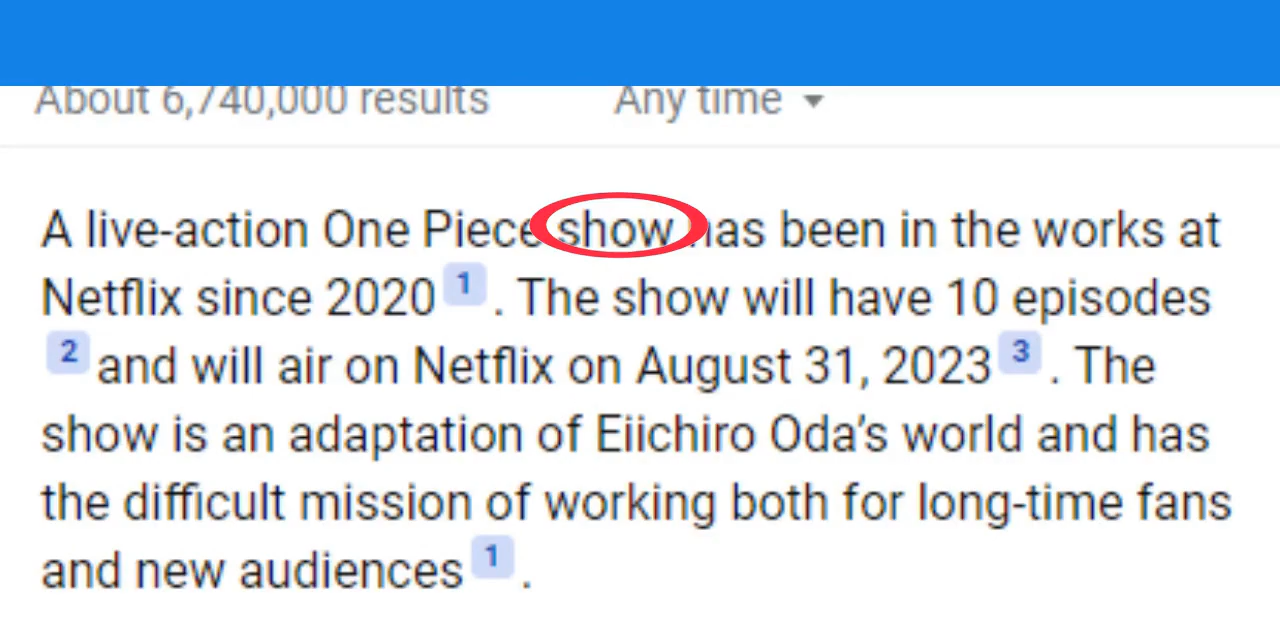 About 6,740,000 results Any time
A live-action One Piece show has been in the works at
Netflix since 2020 1 . The show will have 10 episodes
2 and will air on Netflix on August 31, 2023 3 . The
show is an adaptation of Eiichiro Oda’s world and has
the difficult mission of working both for long-time fans
and new audiences 1 .